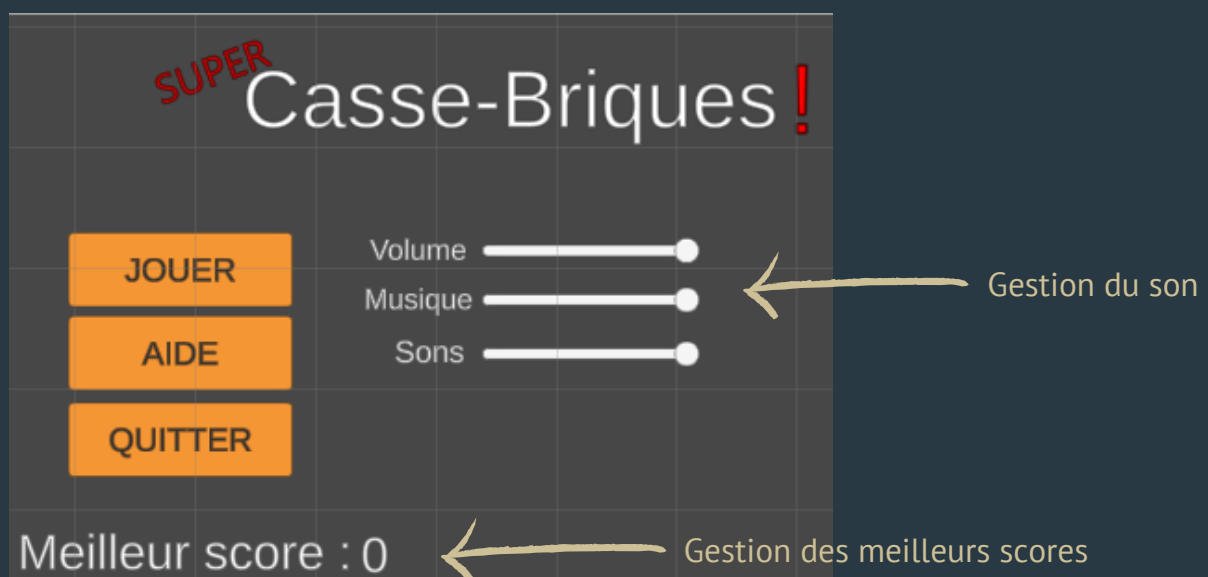 SUPER
Casse-Briques!
JOUER
AIDE
QUITTER
Volume
Musique
Sons
Gestion du son
Meilleur score : 0
Gestion des meilleurs scores